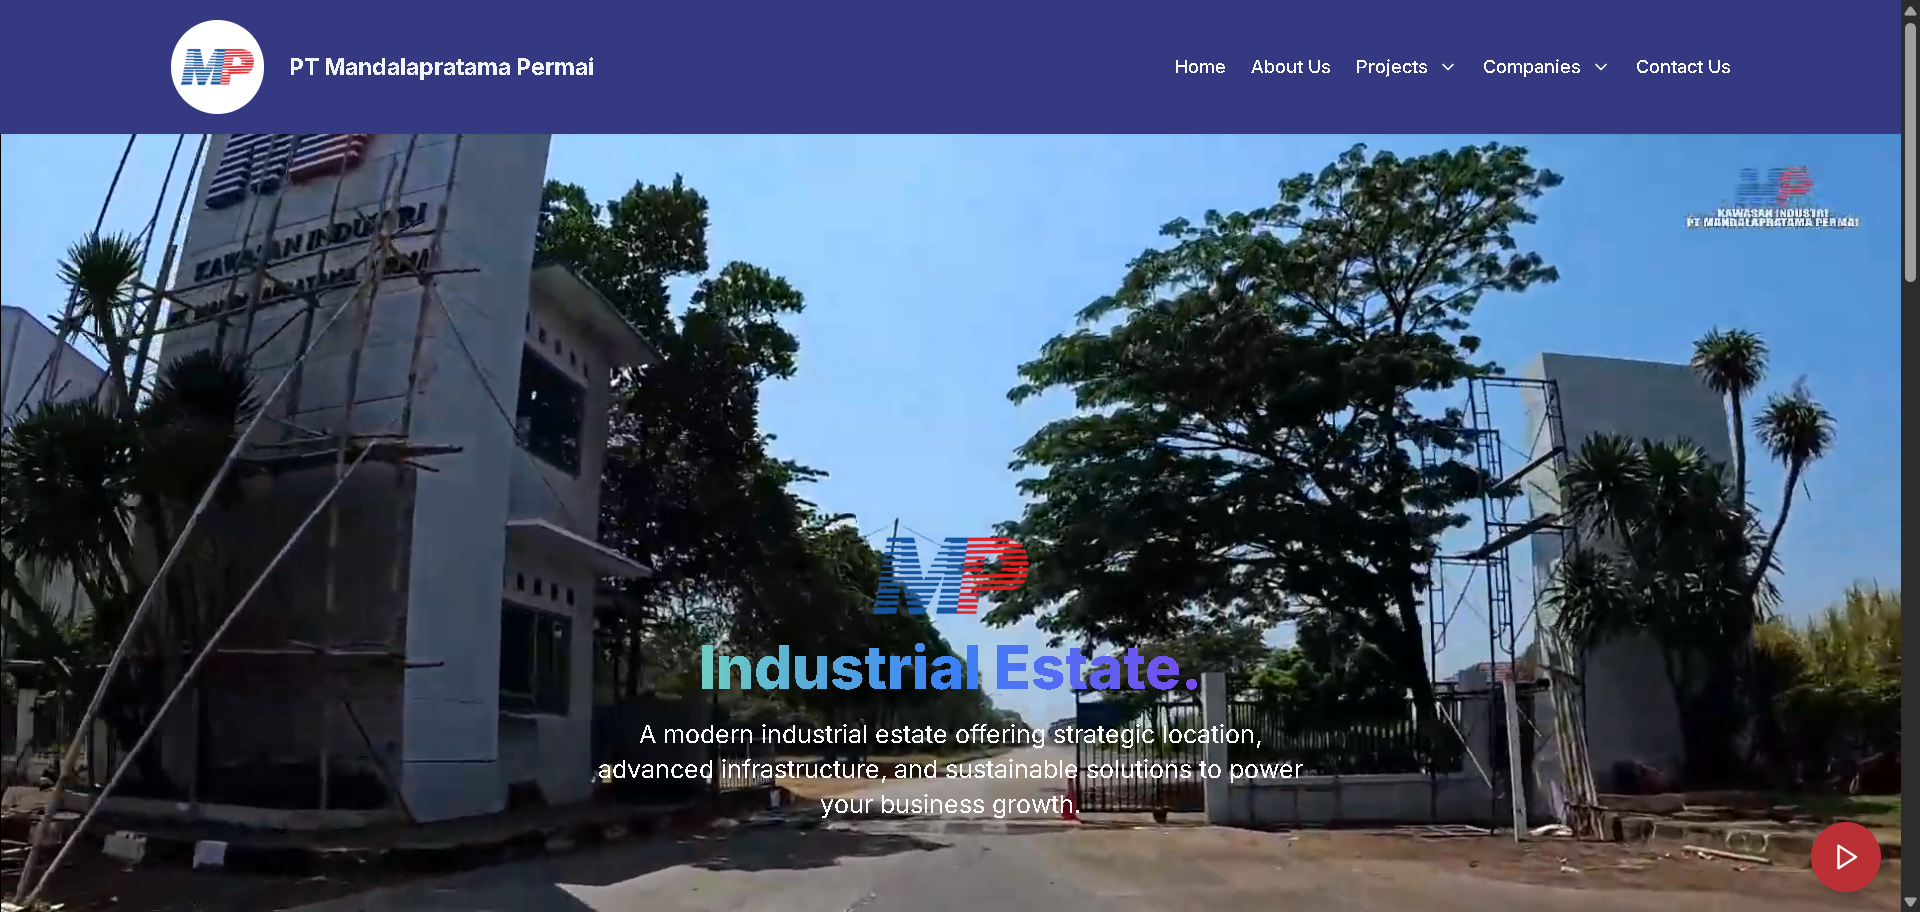 MP
PT Mandalapratama Permai
Home
About Us
Projects
Companies
Contact Us
KAWASAN INDUSTRI
MP
KAWASAN INDUSTRI
PT MANDALAPRATAMA PERMAI
MP
Industrial Estate.
A modern industrial estate offering strategic location,
advanced infrastructure, and sustainable solutions to power
your business growth.